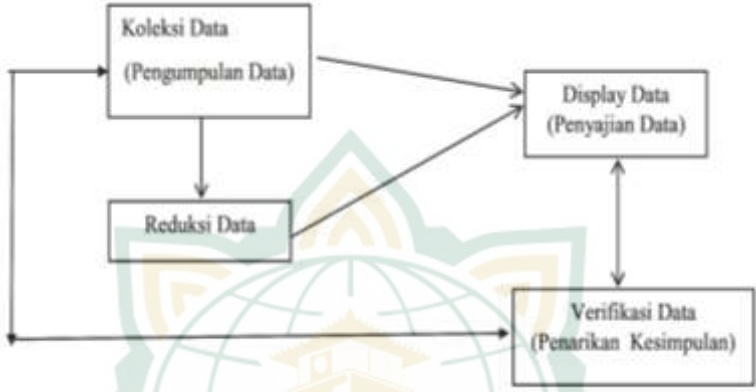 Koleksi Data
(Pengumpulan Data)
Display Data
(Penyajian Data)
Reduksi Data
Verifikasi Data
(Penarikan Kesimpulan)